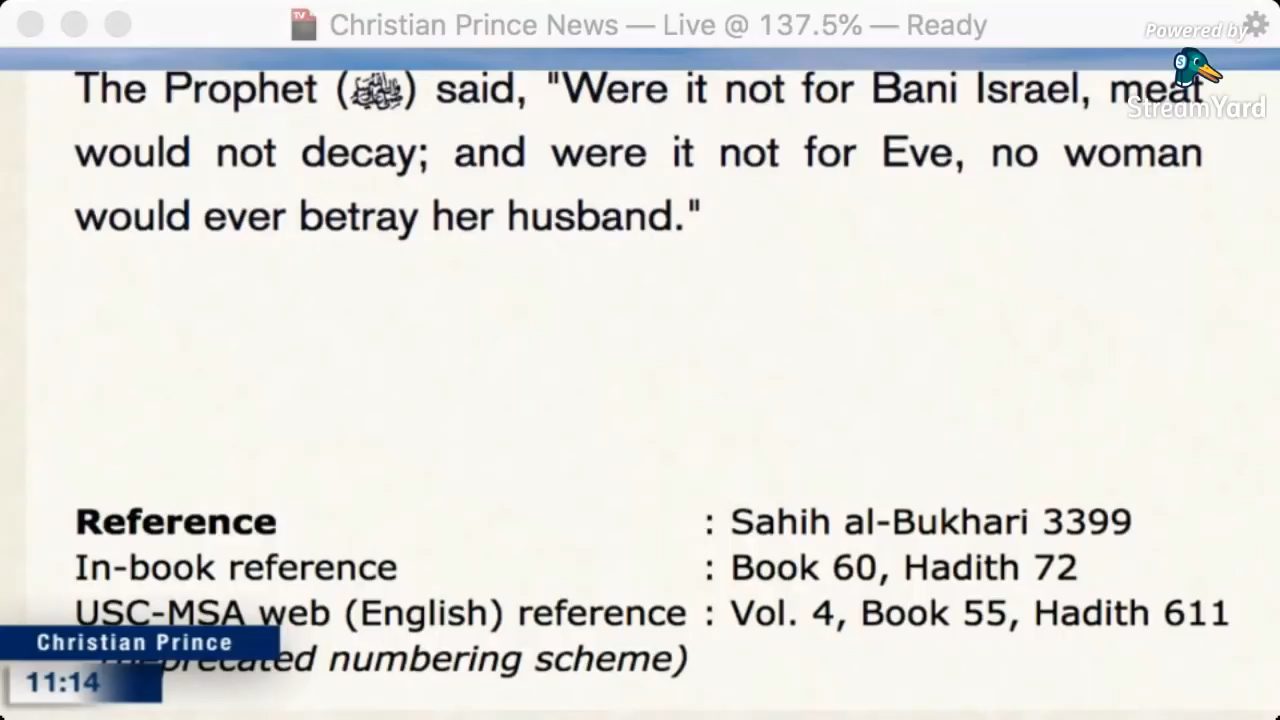 Christian Prince News — Live @ 137.5% — Ready
Powered by
StreamYard
The Prophet (ﷺ) said, "Were it not for Bani Israel, meat
would not decay; and were it not for Eve, no woman
would ever betray her husband."
Reference : Sahih al-Bukhari 3399
In-book reference : Book 60, Hadith 72
USC-MSA web (English) reference : Vol. 4, Book 55, Hadith 611
numbering scheme)
Christian Prince
11:14